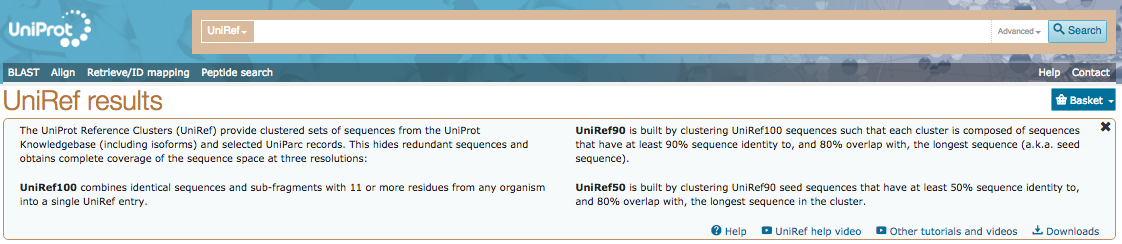 UniProt
UniRef
Advanced
Search
BLAST Align Retrieve/ID mapping Peptide search
Help Contact
UniRef results
Basket
The UniProt Reference Clusters (UniRef) provide clustered sets of sequences from the UniProt
Knowledgebase (including isoforms) and selected UniParc records. This hides redundant sequences and
obtains complete coverage of the sequence space at three resolutions:
UniRef100 combines identical sequences and sub-fragments with 11 or more residues from any organism
into a single UniRef entry.
UniRef90 is built by clustering UniRef100 sequences such that each cluster is composed of sequences
that have at least 90% sequence identity to, and 80% overlap with, the longest sequence (a.k.a. seed
sequence).
UniRef50 is built by clustering UniRef90 seed sequences that have at least 50% sequence identity to,
and 80% overlap with, the longest sequence in the cluster.
Help UniRef help video Other tutorials and videos Downloads